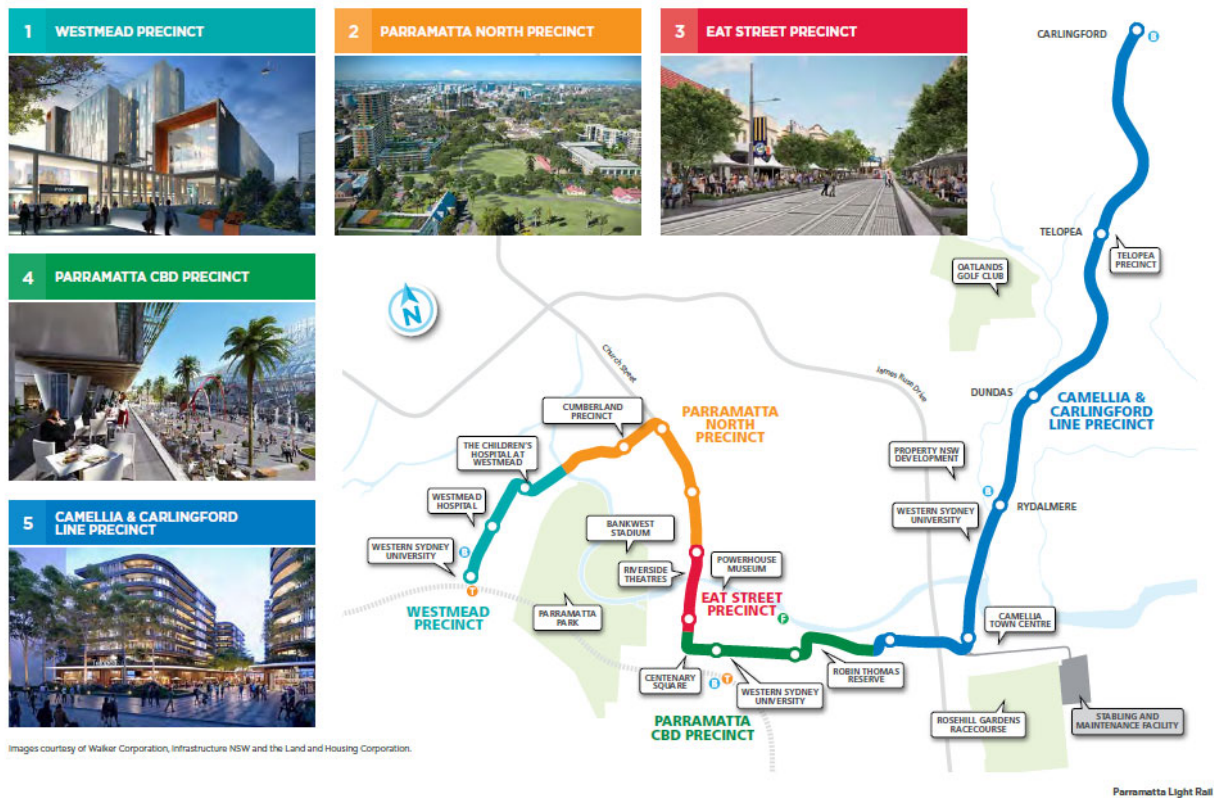 1 WESTMEAD PRECINCT
2 PARRAMATTA NORTH PRECINCT
3 EAT STREET PRECINCT
4 PARRAMATTA CBD PRECINCT
5 CAMELLIA & CARLINGFORD
LINE PRECINCT
Images courtesy of Walker Corporation, Infrastructure NSW and the Land and Housing Corporation.
CARLINGFORD
B
TELOPEA
TELOPEA
PRECINCT
OATLANDS
GOLF CLUB
N
Church Street
James Ruse Drive
DUNDAS
CAMELLIA &
CARLINGFORD
LINE PRECINCT
CUMBERLAND
PRECINCT
PARRAMATTA
NORTH
PRECINCT
THE CHILDREN'S
HOSPITAL AT
WESTMEAD
PROPERTY NSW
DEVELOPMENT
WESTMEAD
HOSPITAL
B
WESTERN SYDNEY
UNIVERSITY
RYDALMERE
BANKWEST
STADIUM
WESTERN SYDNEY
UNIVERSITY
B
T
RIVERSIDE
THEATRES
POWERHOUSE
MUSEUM
EAT STREET
PRECINCT
F
WESTMEAD
PRECINCT
PARRAMATTA
PARK
CAMELLIA
TOWN CENTRE
CENTENARY
SQUARE
B
T
WESTERN SYDNEY
UNIVERSITY
ROBIN THOMAS
RESERVE
PARRAMATTA
CBD PRECINCT
ROSEHILL GARDENS
RACECOURSE
STABLING AND
MAINTENANCE FACILITY
Parramatta Light Rail